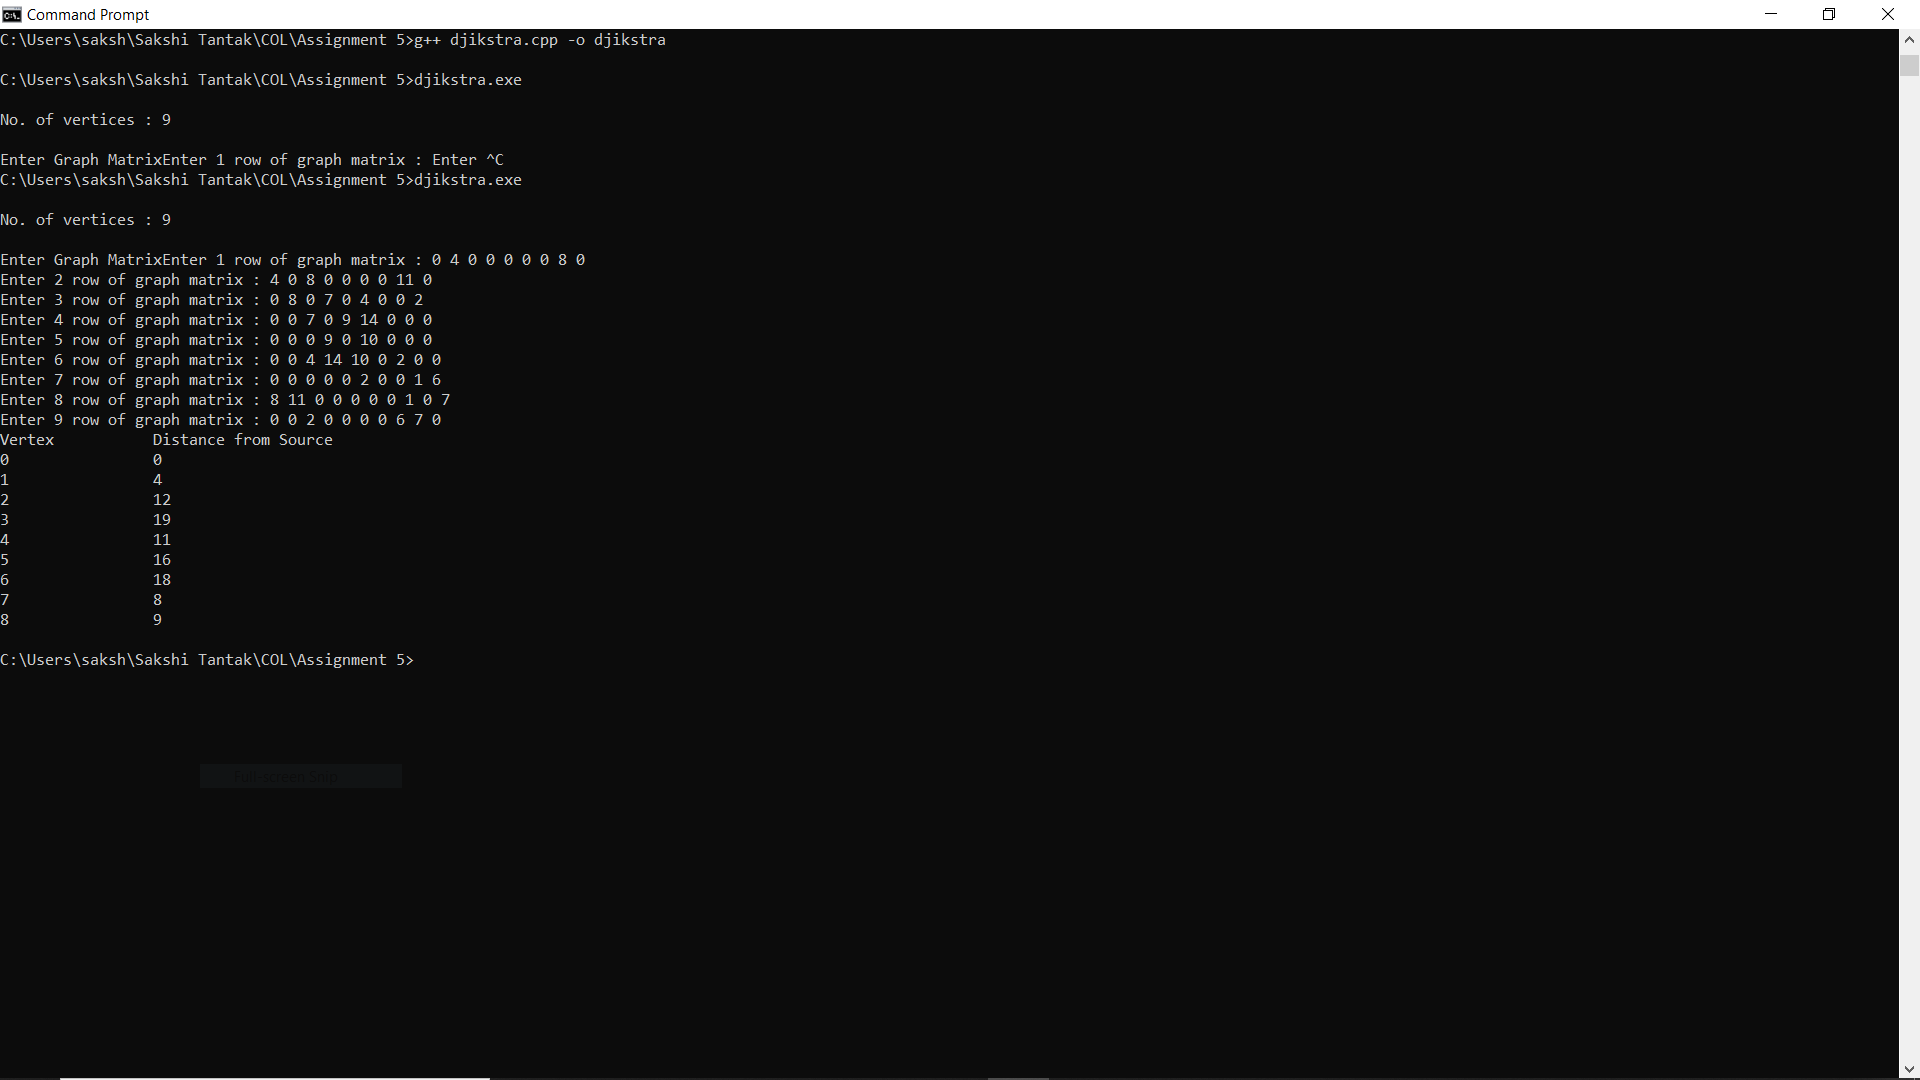 Command Prompt
C:\Users\saksh\Sakshi Tantak\COL\Assignment 5>g++ djikstra.cpp -o djikstra
C:\Users\saksh\Sakshi Tantak\COL\Assignment 5>djikstra.exe
No. of vertices : 9
Enter Graph MatrixEnter 1 row of graph matrix : Enter ^C
C:\Users\saksh\Sakshi Tantak\COL\Assignment 5>djikstra.exe
No. of vertices : 9
Enter Graph MatrixEnter 1 row of graph matrix : 0 4 0 0 0 0 0 8 0
Enter 2 row of graph matrix : 4 0 8 0 0 0 0 11 0
Enter 3 row of graph matrix : 0 8 0 7 0 4 0 0 2
Enter 4 row of graph matrix : 0 0 7 0 9 14 0 0 0
Enter 5 row of graph matrix : 0 0 0 9 0 10 0 0 0
Enter 6 row of graph matrix : 0 0 4 14 10 0 2 0 0
Enter 7 row of graph matrix : 0 0 0 0 0 2 0 0 1 6
Enter 8 row of graph matrix : 8 11 0 0 0 0 0 1 0 7
Enter 9 row of graph matrix : 0 0 2 0 0 0 0 6 7 0
Vertex Distance from Source
0 0
1 4
2 12
3 19
4 11
5 16
6 18
7 8
8 9
C:\Users\saksh\Sakshi Tantak\COL\Assignment 5>
Full-screen Snip